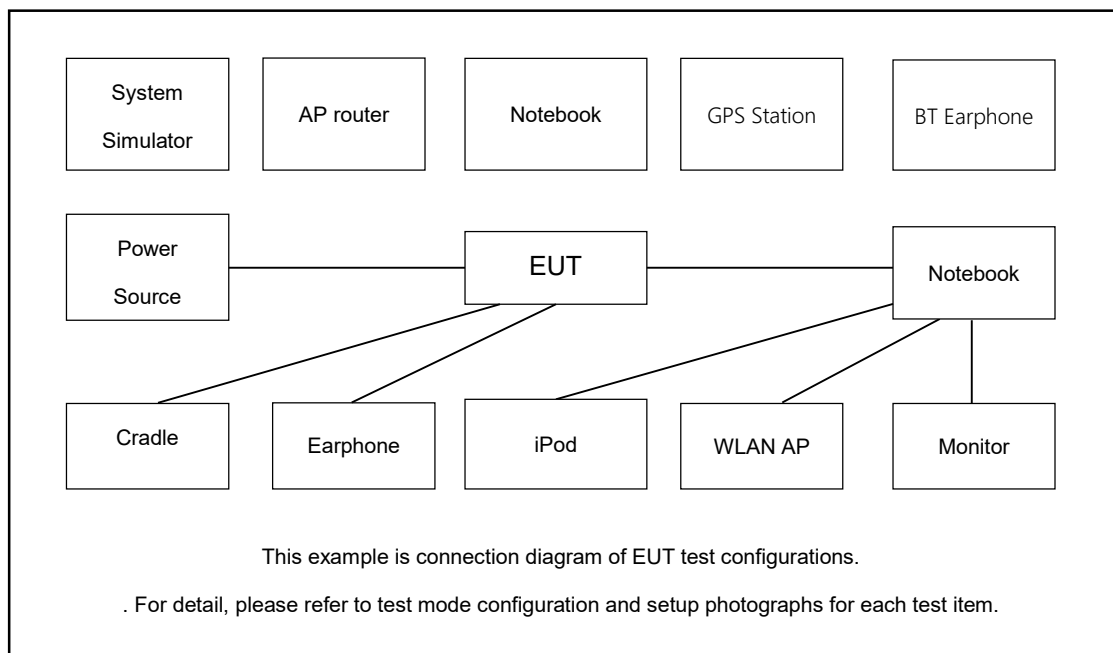 System
Simulator
AP router
Notebook
GPS Station
BT Earphone
Power
Source
EUT
Notebook
Cradle
Earphone
iPod
WLAN AP
Monitor
This example is connection diagram of EUT test configurations.
. For detail, please refer to test mode configuration and setup photographs for each test item.